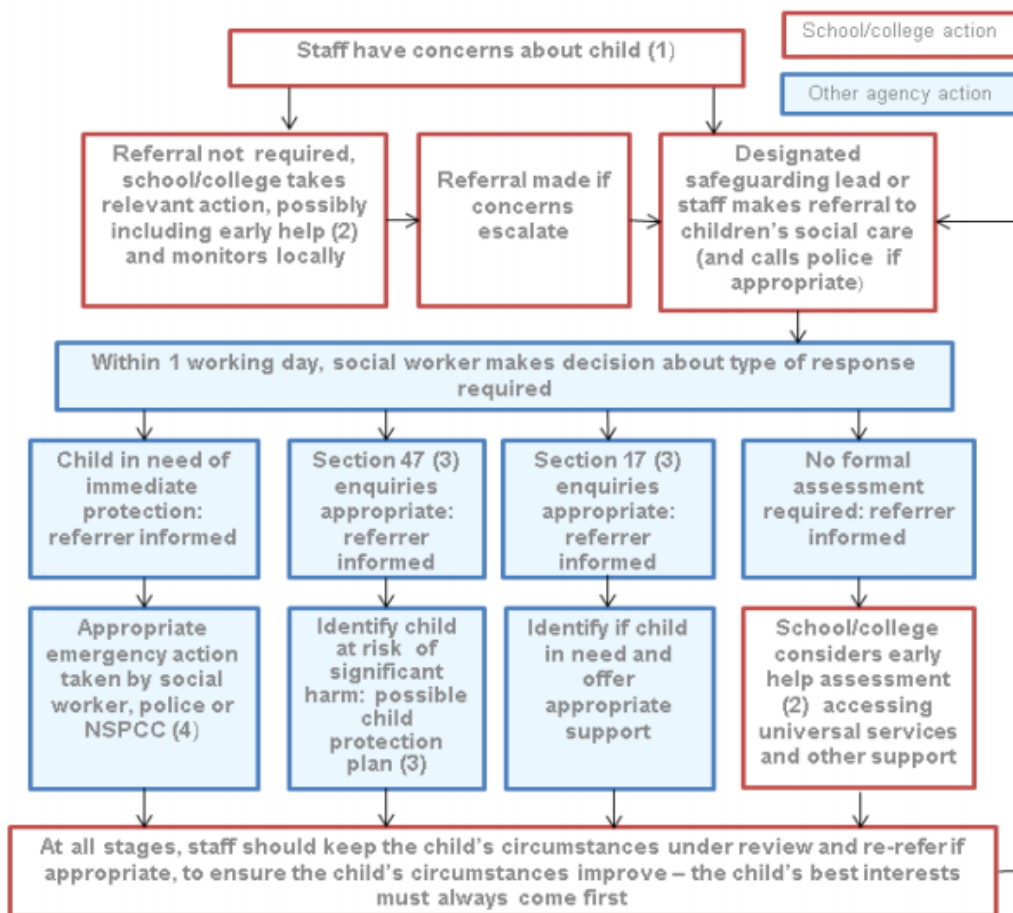 Staff have concerns about child (1)
School/college action
Other agency action
Referral not required,
school/college takes
relevant action, possibly
including early help (2)
and monitors locally
Referral made if
concerns
escalate
Designated
safeguarding lead or
staff makes referral to
children's social care
(and calls police if
appropriate)
Within 1 working day, social worker makes decision about type of response
required
Child in need of
immediate
protection:
referrer informed
Section 47 (3)
enquiries
appropriate:
referrer
informed
Section 17 (3)
enquiries
appropriate:
referrer
informed
No formal
assessment
required: referrer
informed
Appropriate
emergency action
taken by social
worker, police or
NSPCC (4)
Identify child
at risk of
significant
harm: possible
child
protection
plan (3)
Identify if child
in need and
offer
appropriate
support
School/college
considers early
help assessment
(2) accessing
universal services
and other support
At all stages, staff should keep the child's circumstances under review and re-refer if
appropriate, to ensure the child's circumstances improve – the child's best interests
must always come first